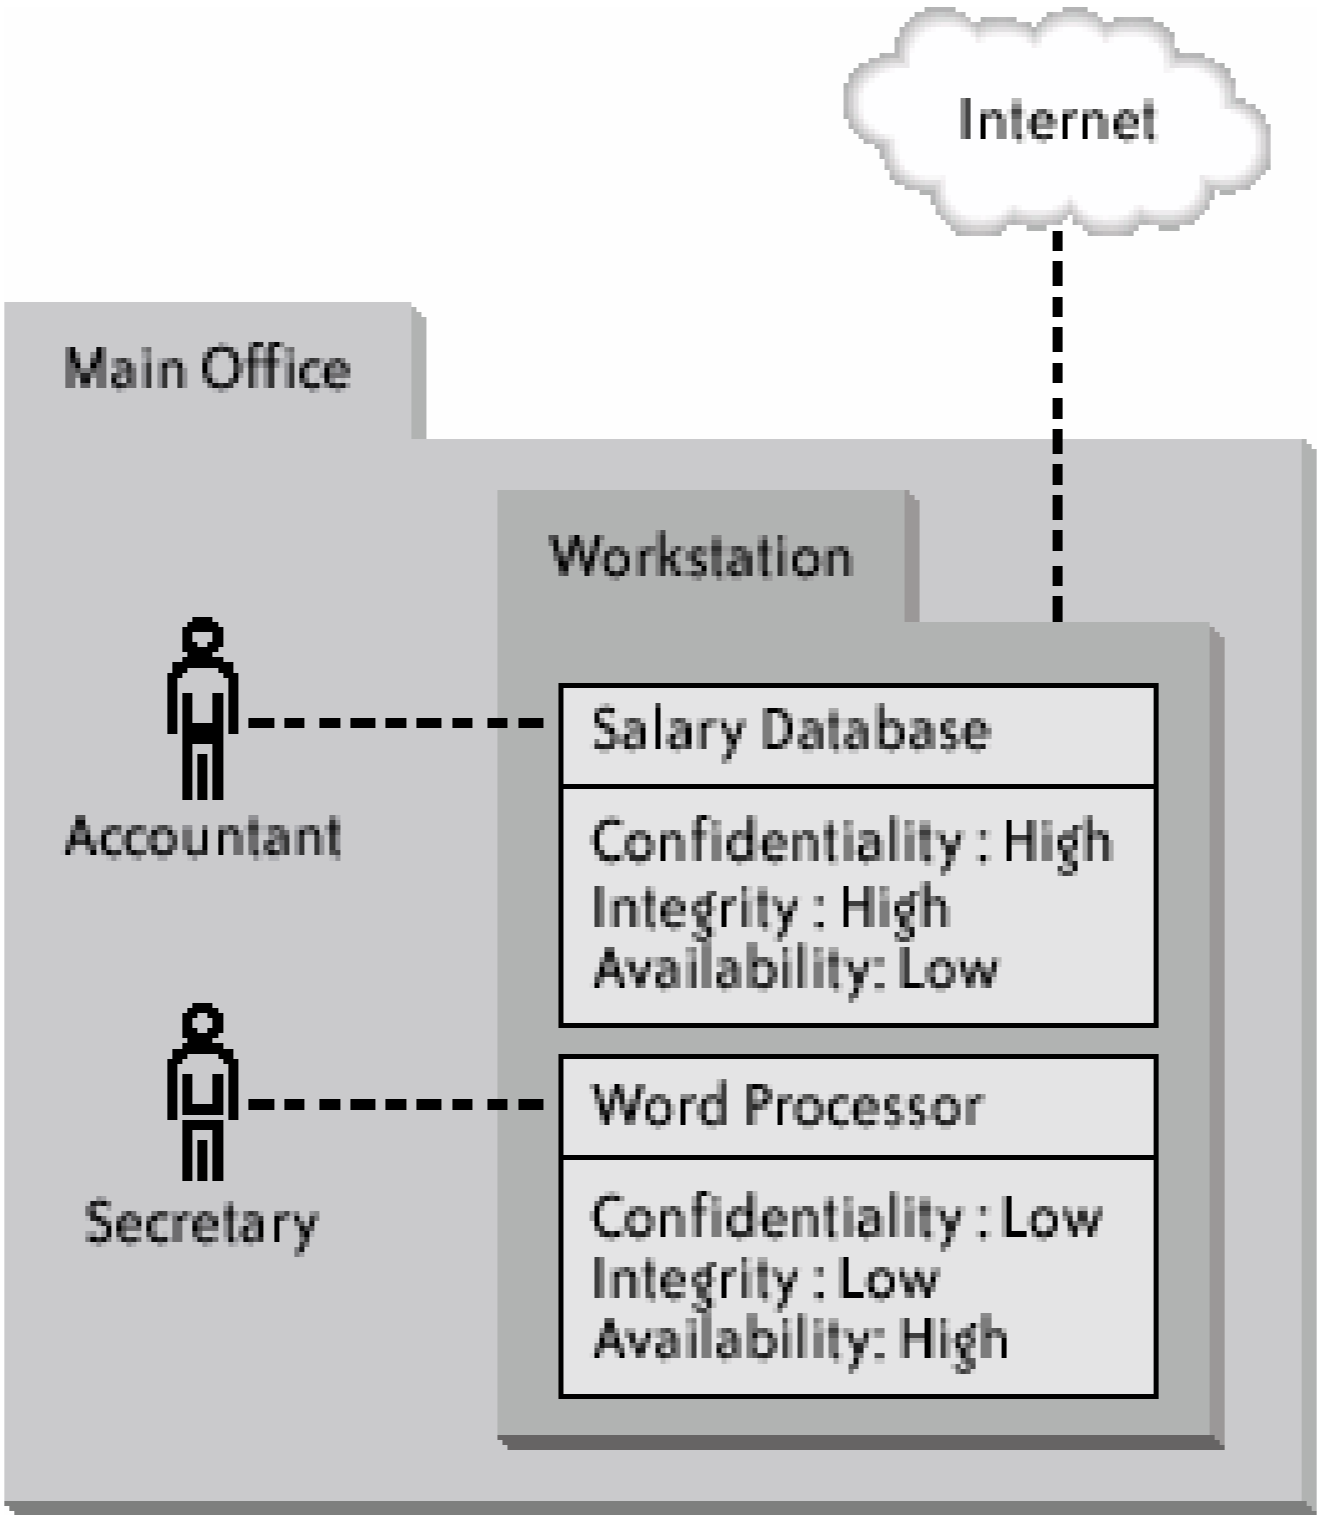 Internet
Main Office
Workstation
Salary Database
Confidentiality : High
Integrity : High
Availability: Low
Accountant
Word Processor
Confidentiality : Low
Integrity : Low
Availability: High
Secretary